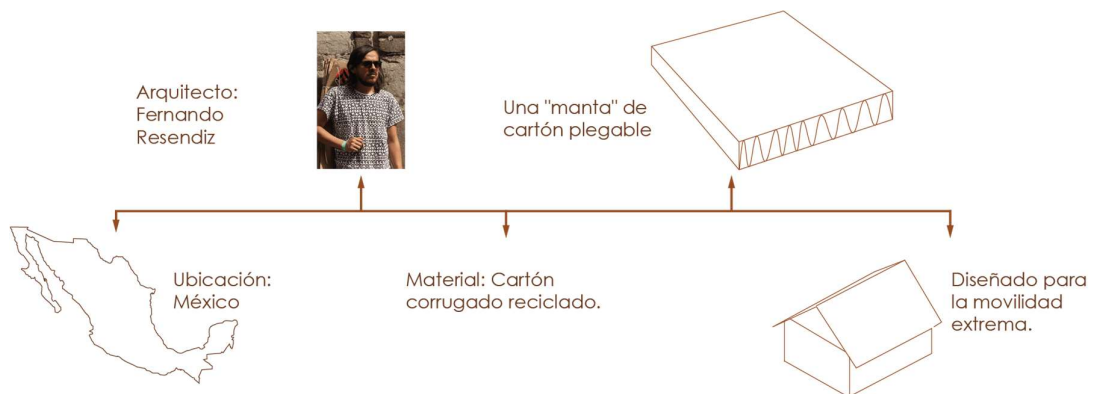 Arquitecto:
Fernando
Resendiz
Una "manta" de
cartón plegable
Ubicación:
México
Material: Cartón
corrugado reciclado.
Diseñado para
la movilidad
extrema.